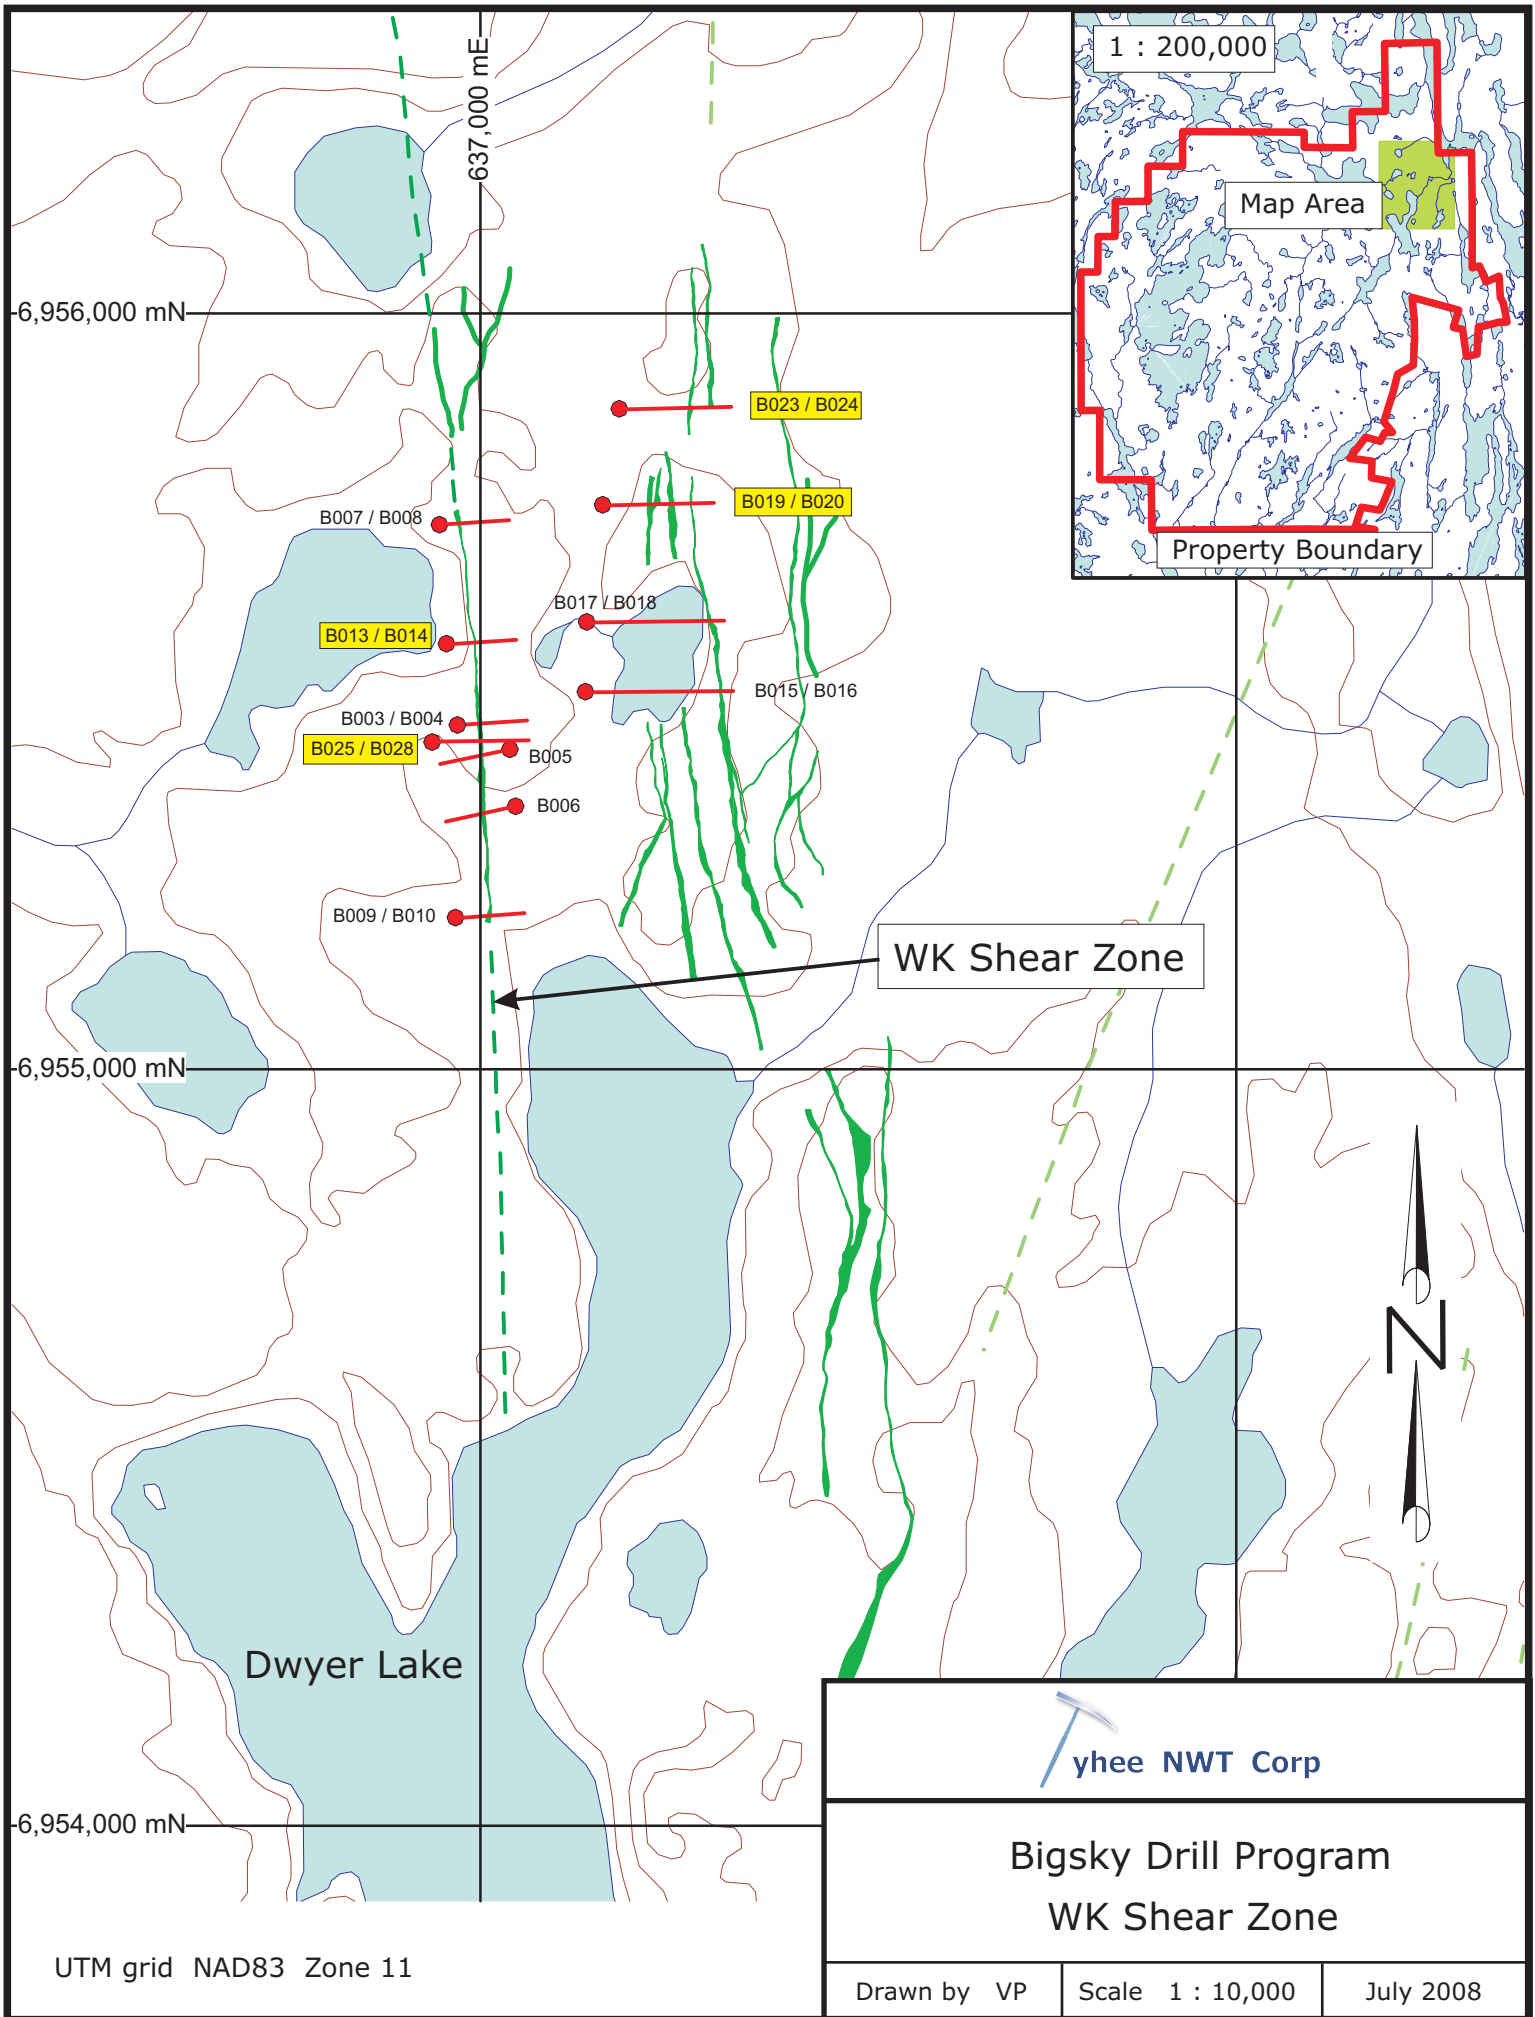 637,000 mE
1 : 200,000
Map Area
6,956,000 mN
B023 / B024
B019 / B020
B007 / B008
Property Boundary
B017 / B018
B013 / B014
B015 / B016
B003 / B004
B025 / B028
B005
B006
B009 / B010
WK Shear Zone
6,955,000 mN
N
Dwyer Lake
yhee NWT Corp
6,954,000 mN
Bigsky Drill Program
WK Shear Zone
UTM grid NAD83 Zone 11
Drawn by VP
Scale 1 : 10,000
July 2008